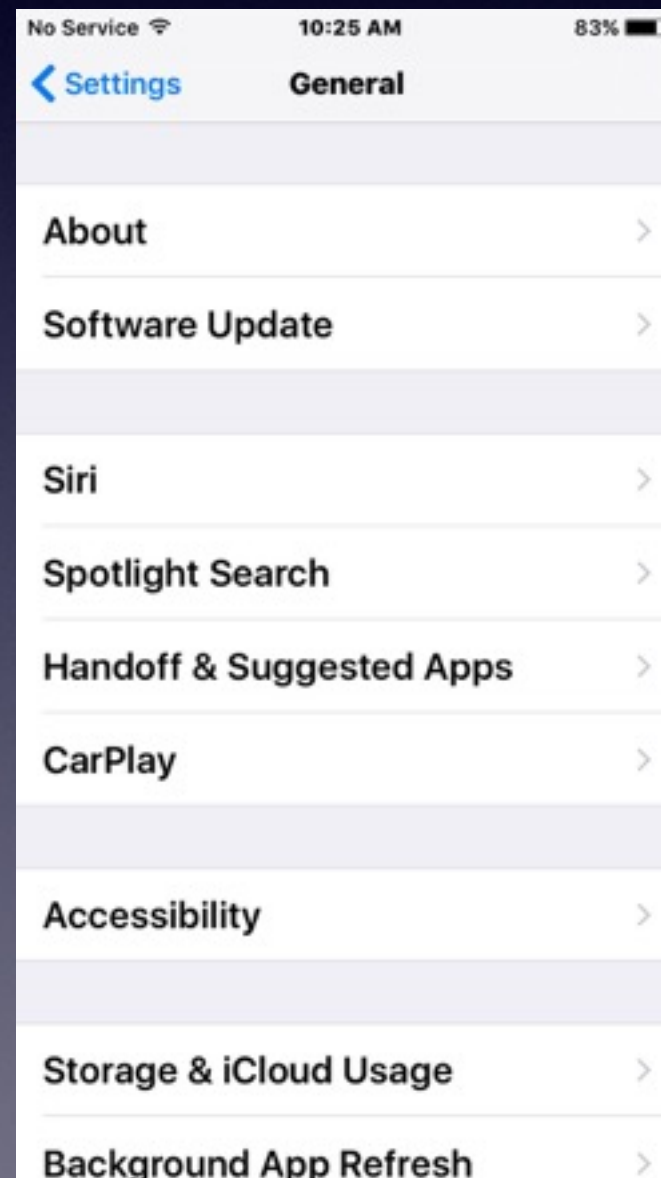 No Service 10:25 AM 83%
Settings General
About
Software Update
Siri
Spotlight Search
Handoff & Suggested Apps
CarPlay
Accessibility
Storage & iCloud Usage
Background App Refresh